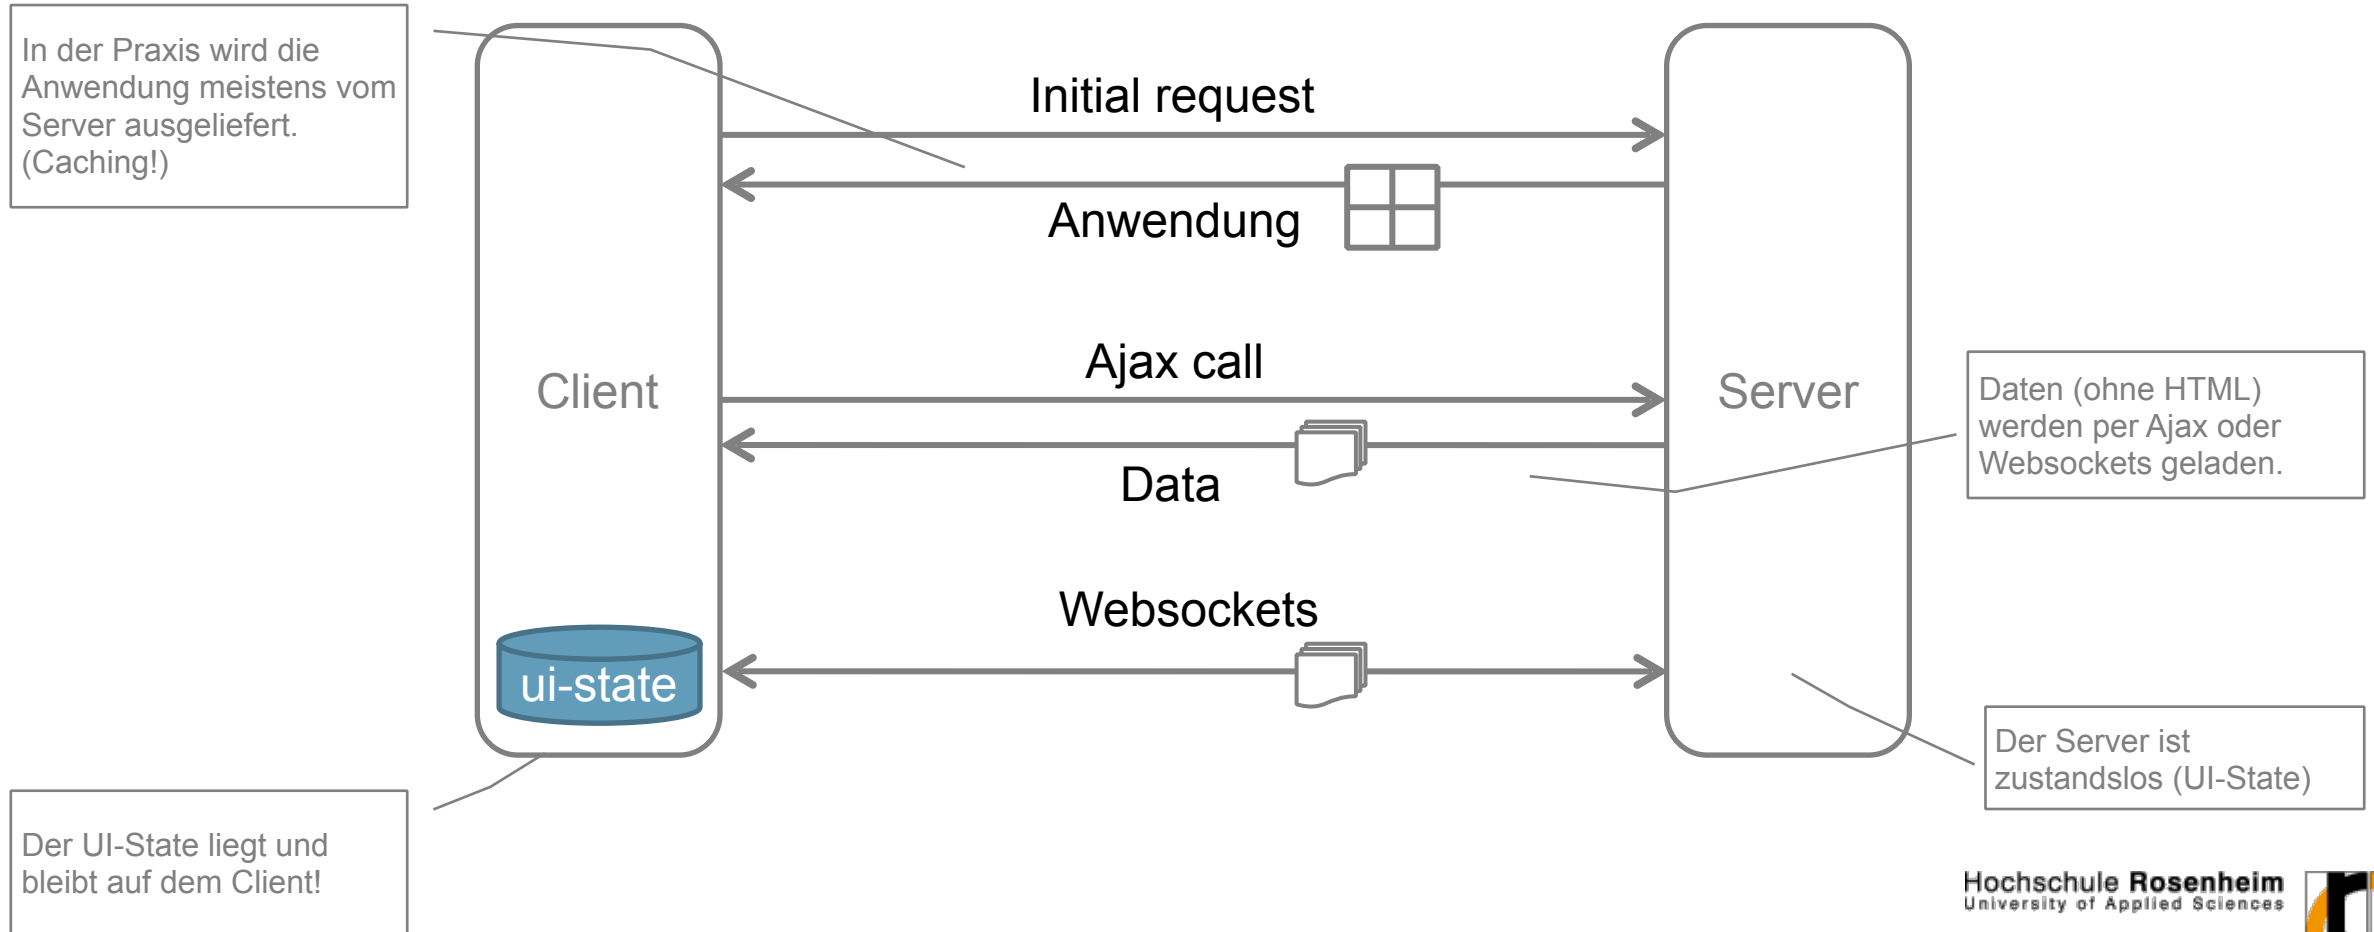 In der Praxis wird die
Anwendung meistens vom
Server ausgeliefert.
(Caching!)
Initial request
Anwendung
Ajax call
Client
Server
Data
Daten (ohne HTML)
werden per Ajax oder
Websockets geladen.
Websockets
ui-state
Der Server ist
zustandslos (UI-State)
Der UI-State liegt und
bleibt auf dem Client!
Hochschule Rosenheim
University of Applied Sciences